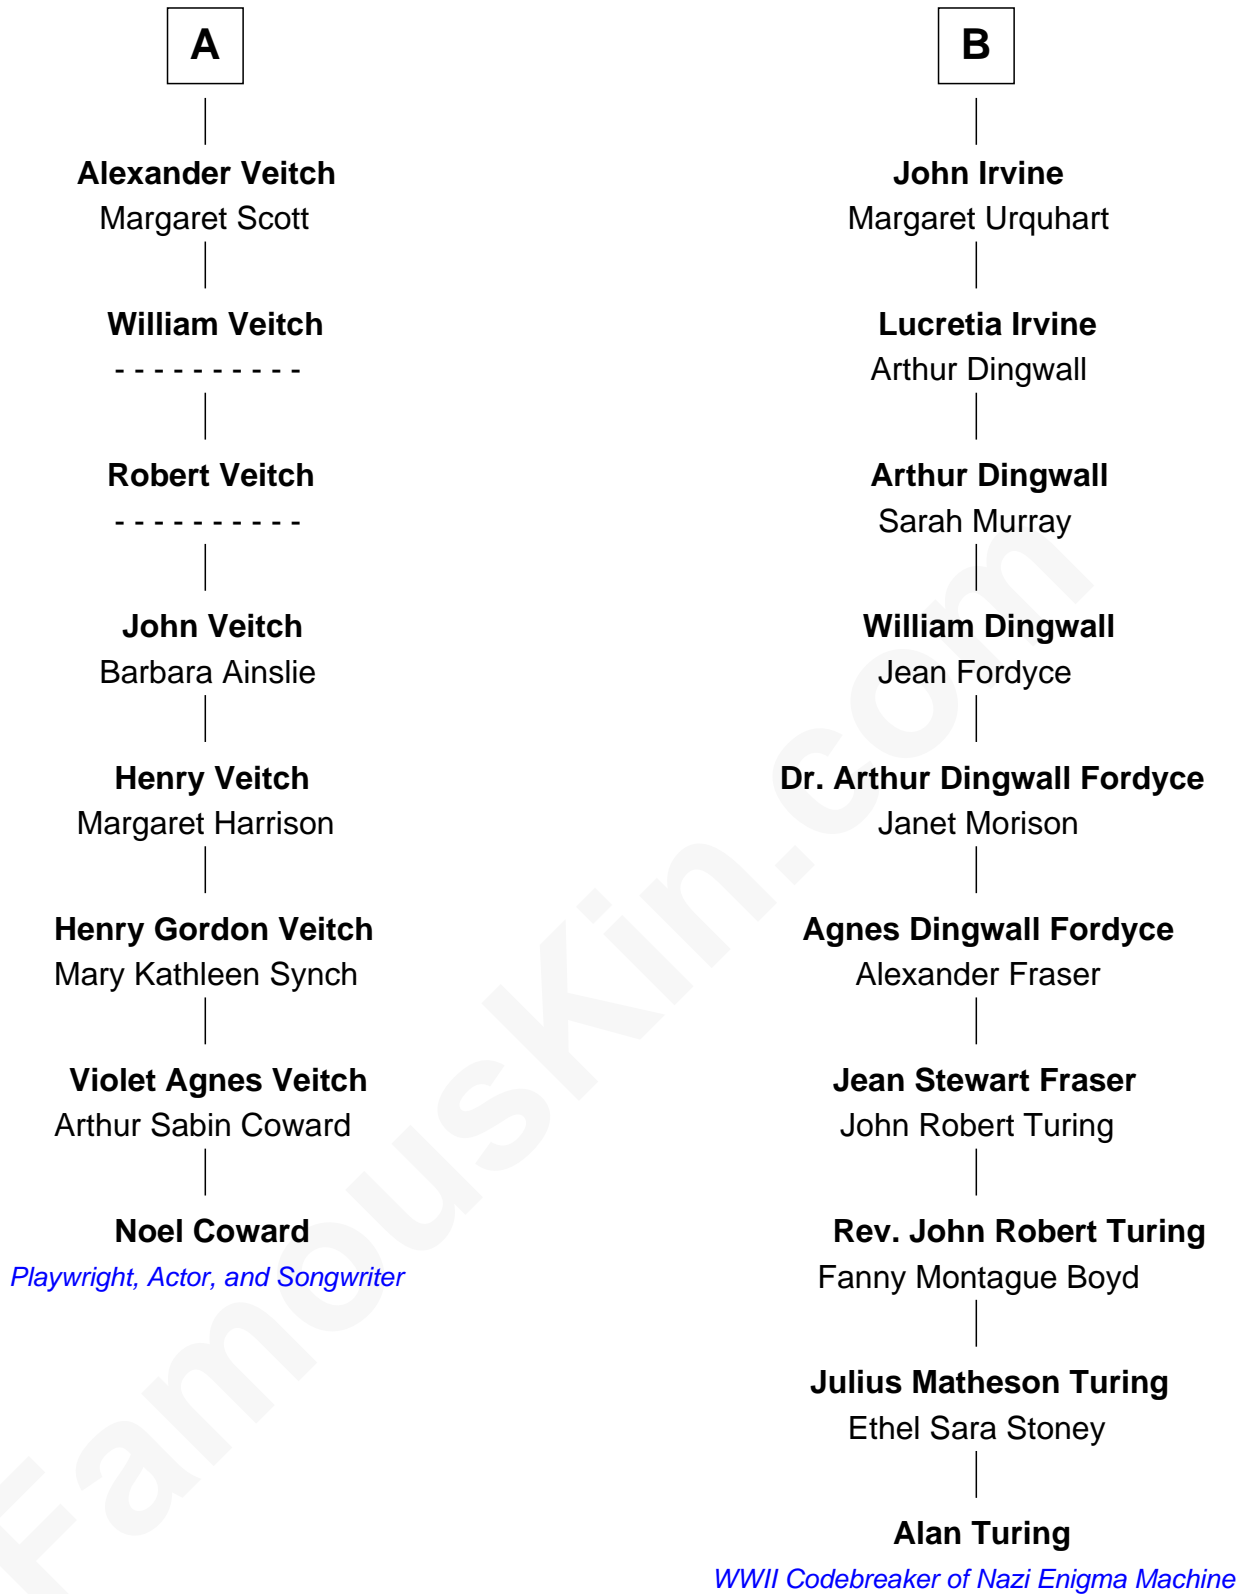 A
Alexander Veitch
Margaret Scott
William Veitch
- - - - - - - - - -
Robert Veitch
- - - - - - - - - -
John Veitch
Barbara Ainslie
Henry Veitch
Margaret Harrison
Henry Gordon Veitch
Mary Kathleen Synch
Violet Agnes Veitch
Arthur Sabin Coward
Noel Coward
Playwright, Actor, and Songwriter
B
John Irvine
Margaret Urquhart
Lucretia Irvine
Arthur Dingwall
Arthur Dingwall
Sarah Murray
William Dingwall
Jean Fordyce
Dr. Arthur Dingwall Fordyce
Janet Morison
Agnes Dingwall Fordyce
Alexander Fraser
Jean Stewart Fraser
John Robert Turing
Rev. John Robert Turing
Fanny Montague Boyd
Julius Matheson Turing
Ethel Sara Stoney
Alan Turing
WWII Codebreaker of Nazi Enigma Machine
FamousKin.com